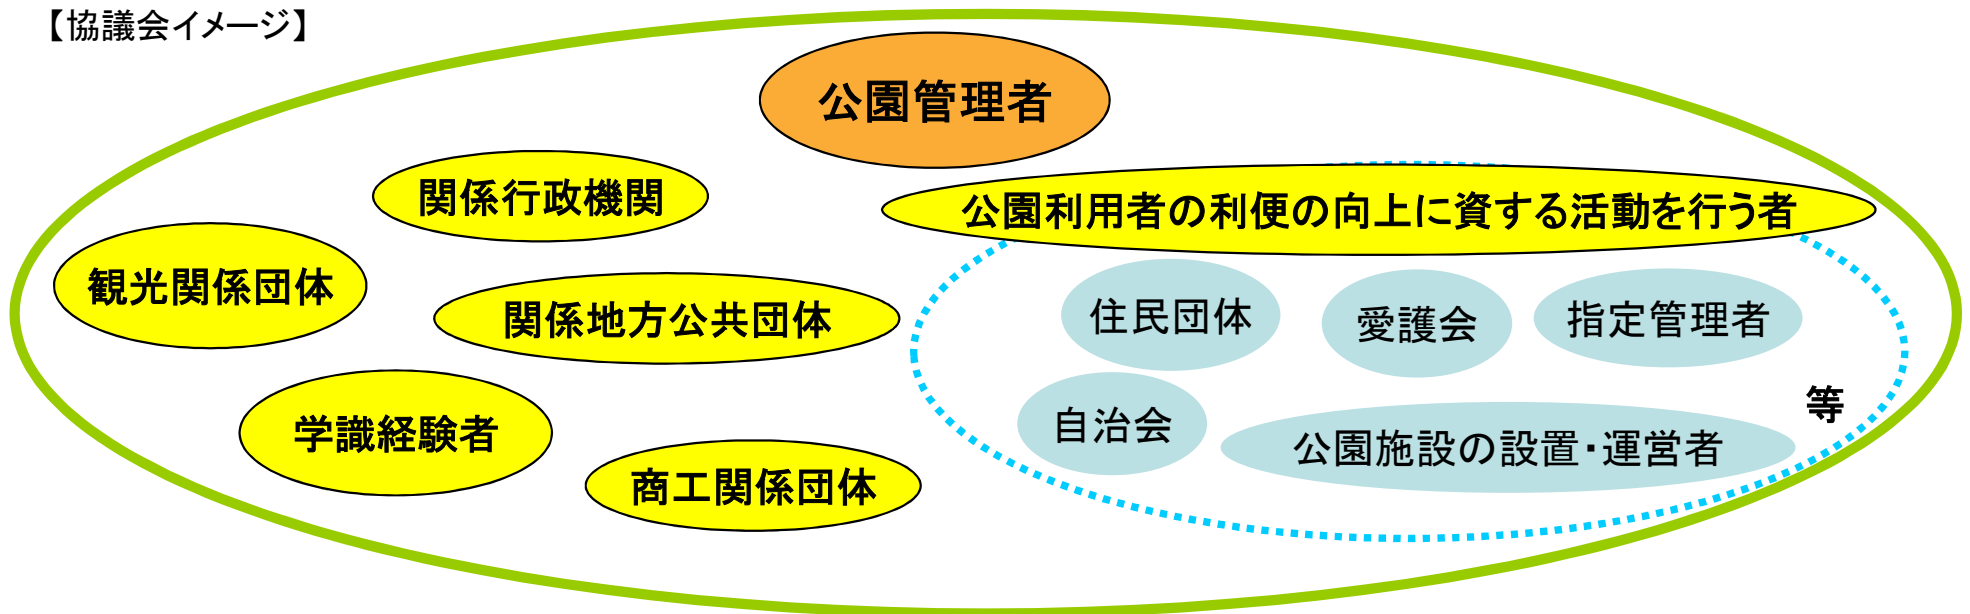 【協議会イメージ】
公園管理者
関係行政機関
公園利用者の利便の向上に資する活動を行う者
観光関係団体
関係地方公共団体
住民団体
愛護会
指定管理者
学識経験者
自治会
公園施設の設置・運営者
等
商工関係団体